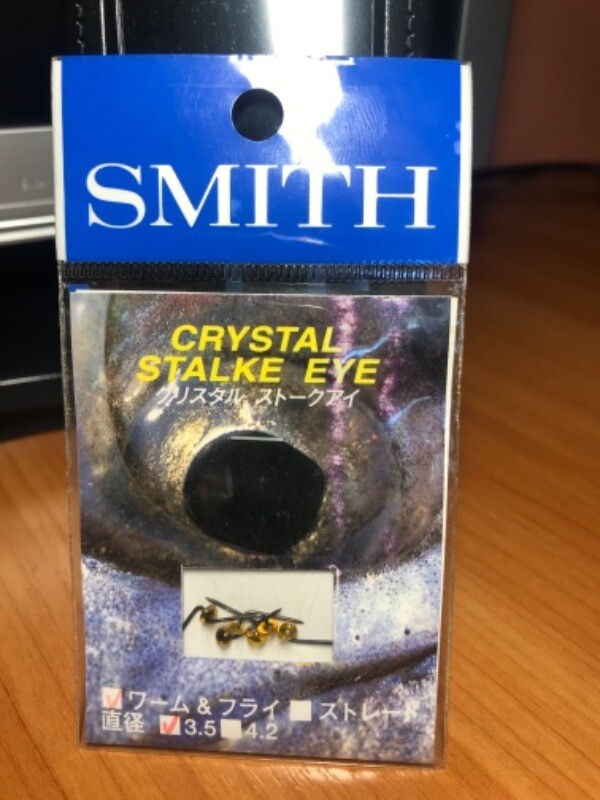 SMITH
CRYSTAL
STALKE EYE
クリスタル ストークアイ
ワーム＆フライ ストレート
直径 3.5 4.2